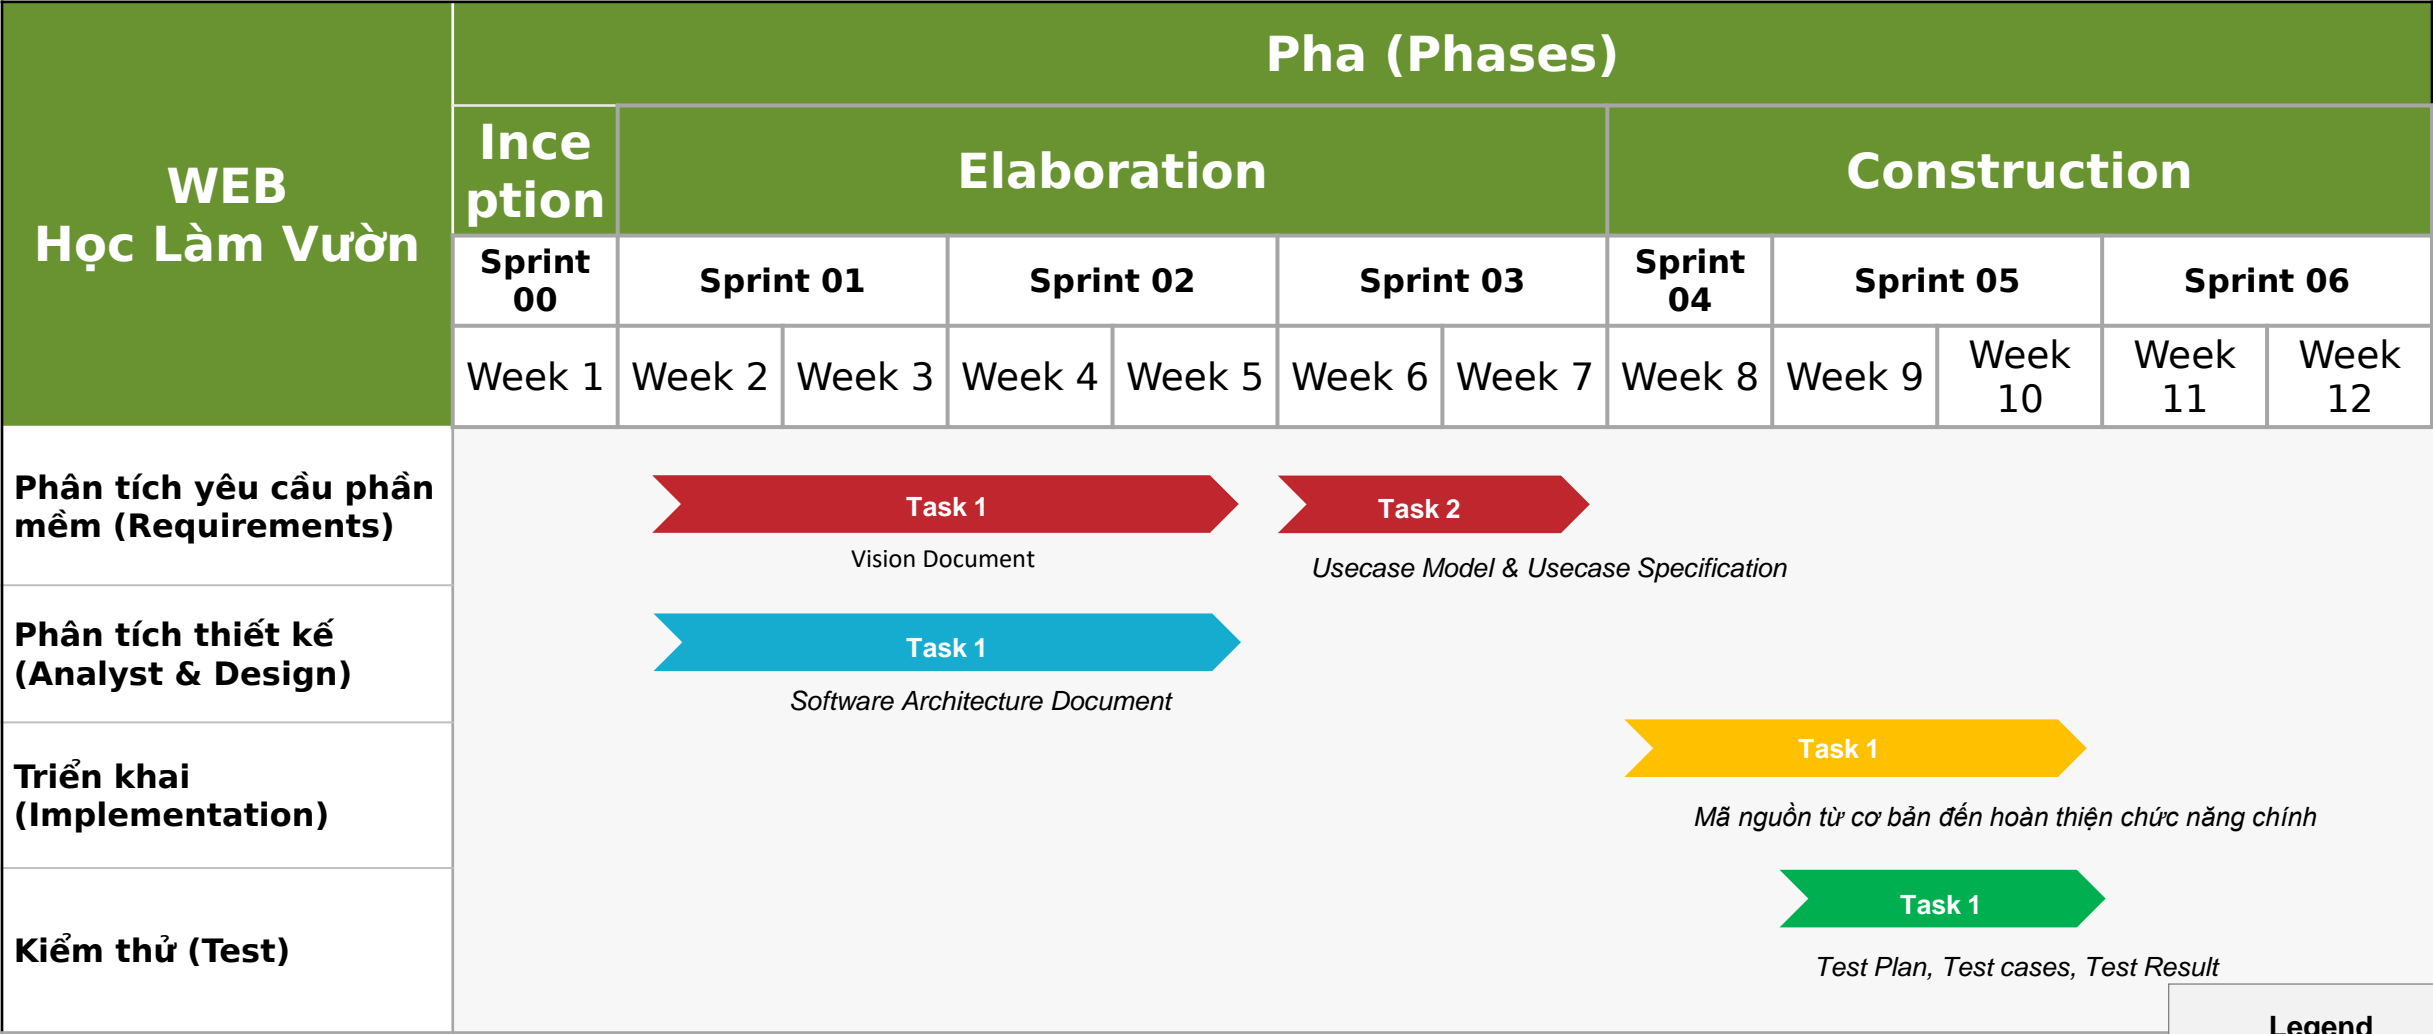 WEB
Học Làm Vườn
Pha (Phases)
Ince
ption
Elaboration
Construction
Sprint
00
Sprint 01
Sprint 02
Sprint 03
Sprint
04
Sprint 05
Sprint 06
Week 1
Week 2
Week 3
Week 4
Week 5
Week 6
Week 7
Week 8
Week 9
Week
10
Week
11
Week
12
Phân tích yêu cầu phần
mềm (Requirements)
Task 1
Vision Document
Task 2
Usecase Model & Usecase Specification
Phân tích thiết kế
(Analyst & Design)
Task 1
Software Architecture Document
Triển khai
(Implementation)
Task 1
Mã nguồn từ cơ bản đến hoàn thiện chức năng chính
Kiểm thử (Test)
Task 1
Test Plan, Test cases, Test Result
Legend